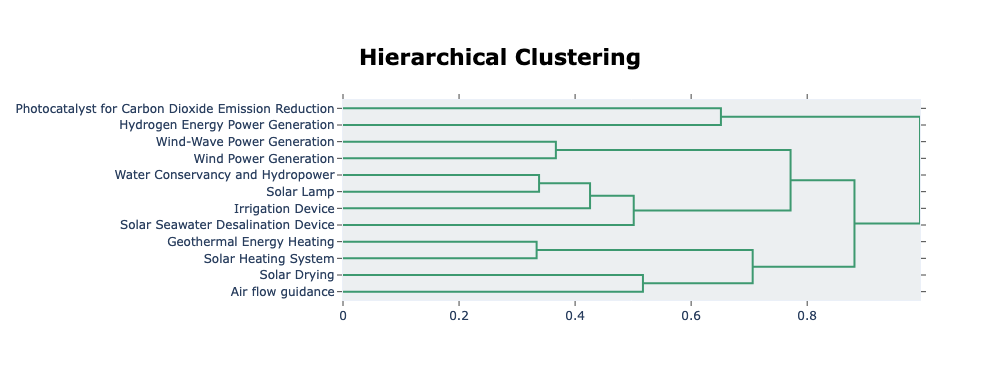 Hierarchical Clustering
Photocatalyst for Carbon Dioxide Emission Reduction
Hydrogen Energy Power Generation
Wind-Wave Power Generation
Wind Power Generation
Water Conservancy and Hydropower
Solar Lamp
Irrigation Device
Solar Seawater Desalination Device
Geothermal Energy Heating
Solar Heating System
Solar Drying
Air flow guidance
0 0.2 0.4 0.6 0.8